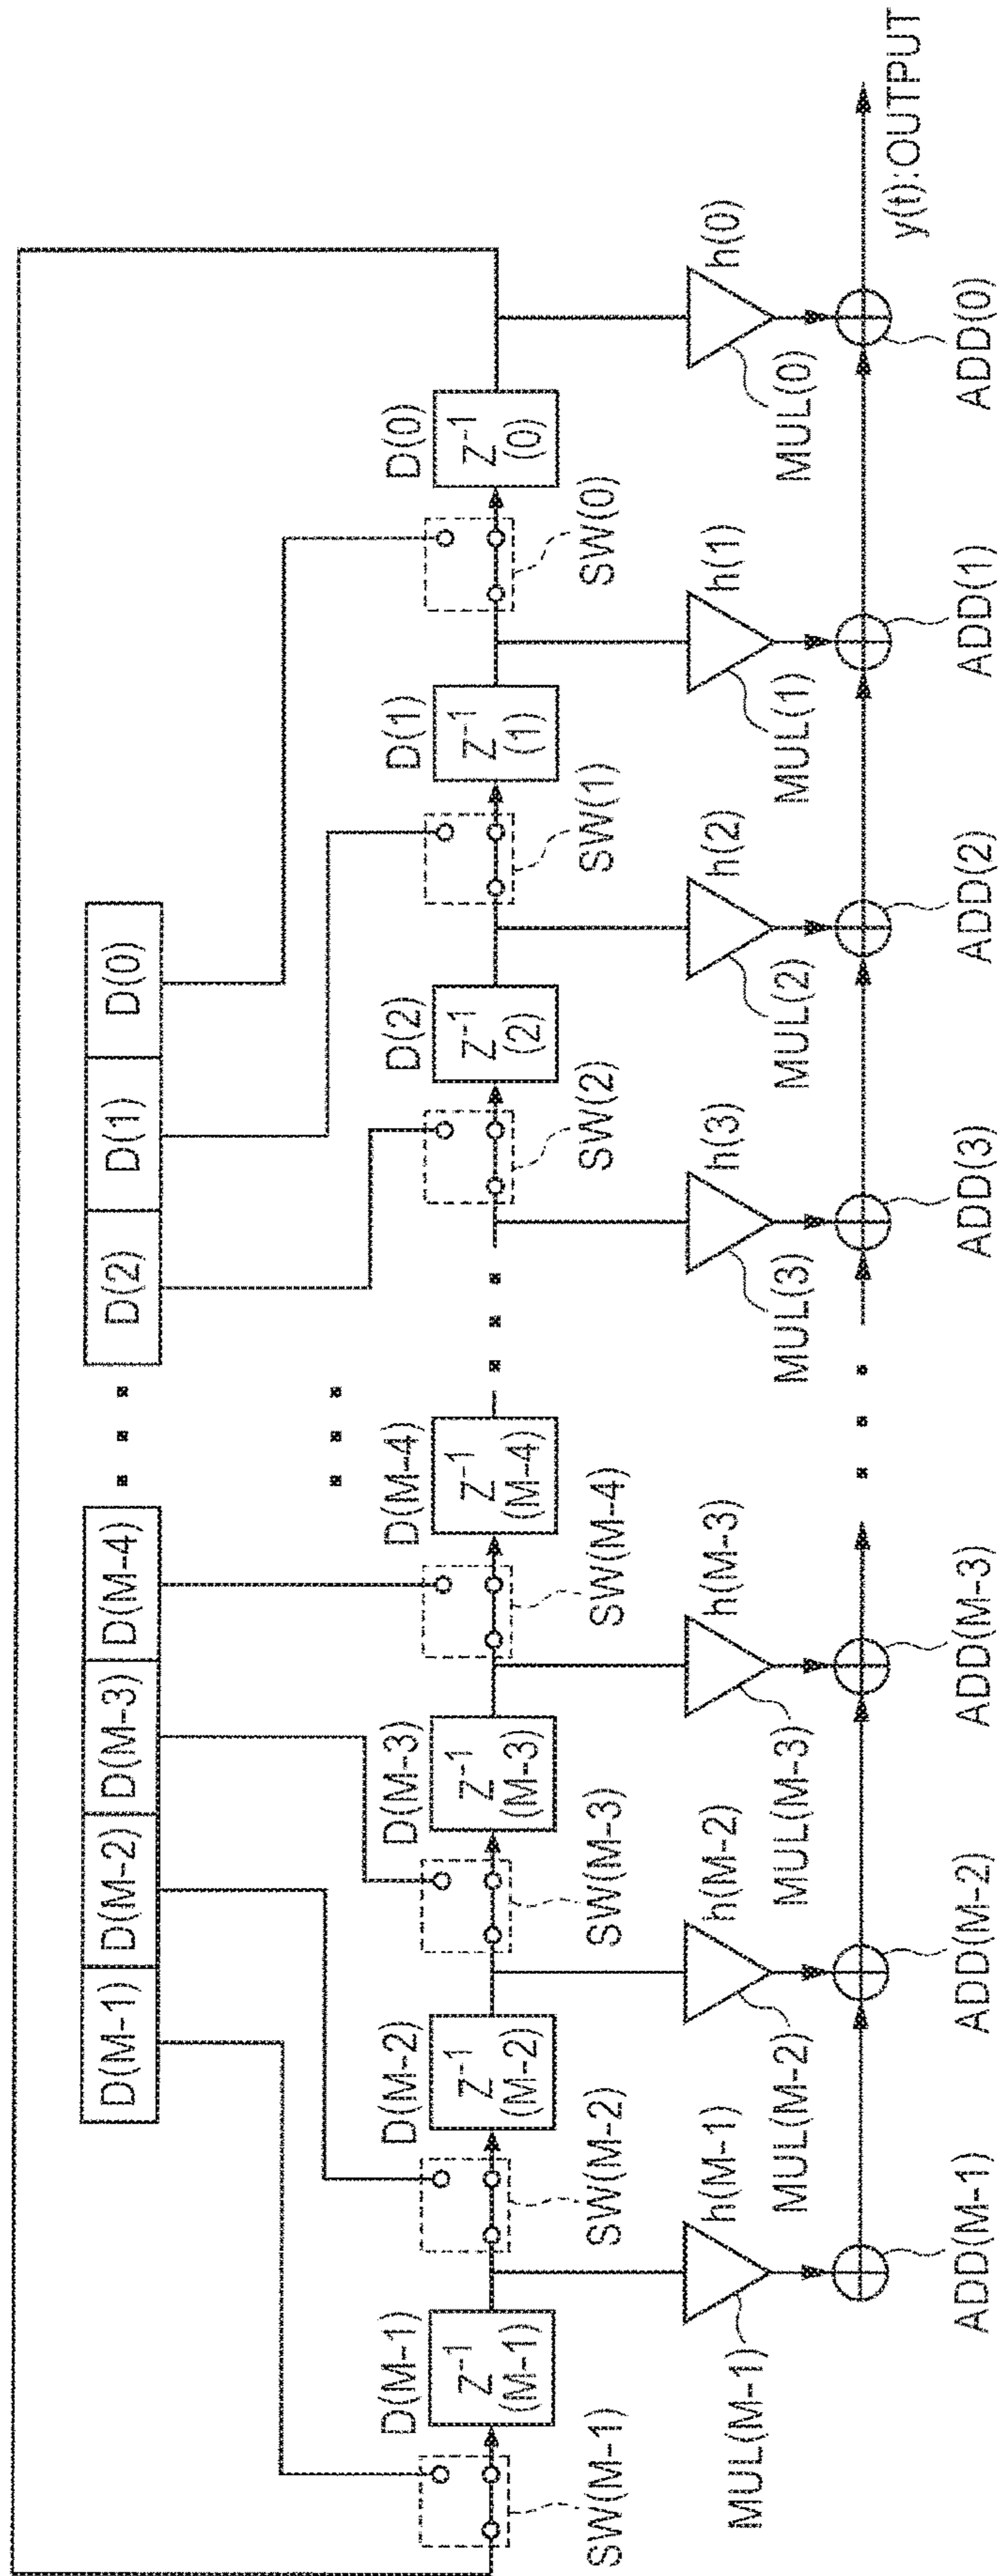 D(M-1) D(M-2) D(M-3) D(M-4) D(2) D(1) D(0)
D(M-1) D(M-2) D(M-3) D(M-4) D(2) D(1) D(0)
Z⁻¹ Z⁻¹ Z⁻¹ Z⁻¹ Z⁻¹ Z⁻¹ Z⁻¹
(M-1) (M-2) (M-3) (M-4) (2) (1) (0)
SW(M-1) SW(M-2) SW(M-3) SW(M-4) SW(2) SW(1) SW(0)
h(M-1) h(M-2) h(M-3) h(3) h(2) h(1) h(0)
MUL(M-1) MUL(M-2) MUL(M-3) MUL(3) MUL(2) MUL(1) MUL(0)
y(t):OUTPUT
ADD(M-1) ADD(M-2) ADD(M-3) ADD(3) ADD(2) ADD(1) ADD(0)